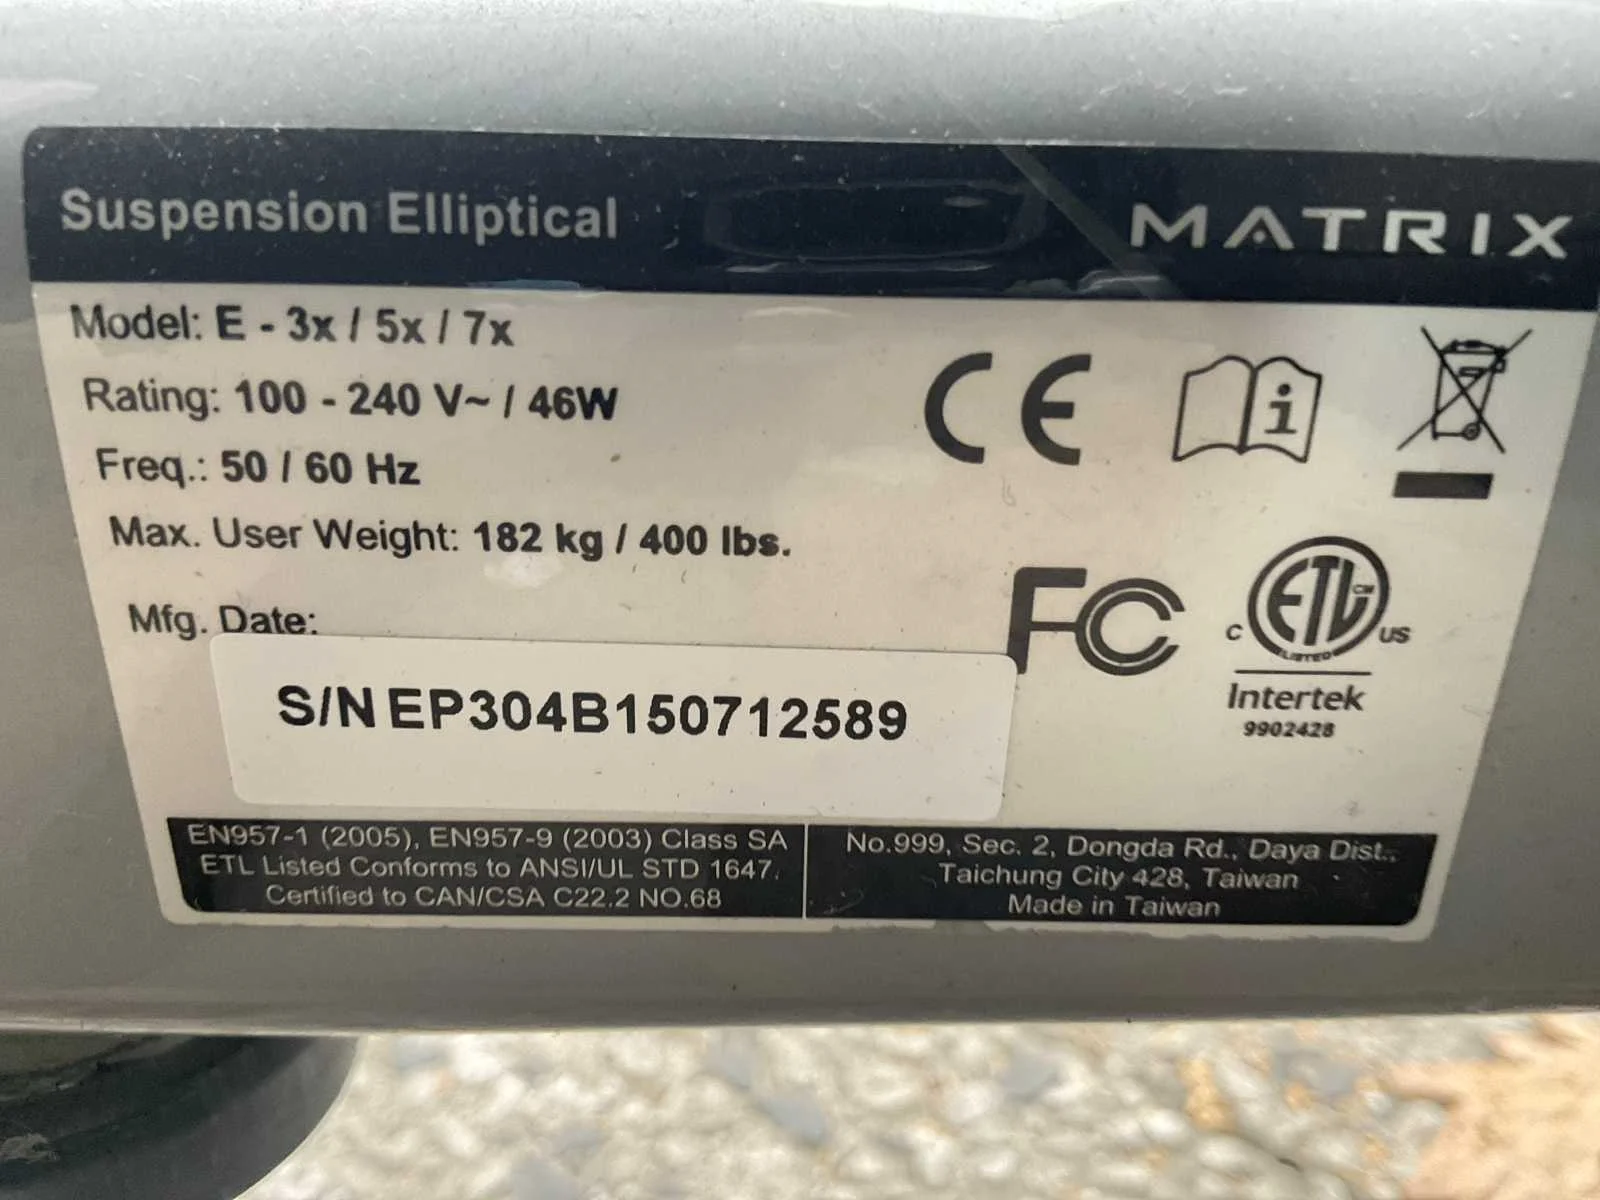 Suspension Elliptical
MATRIX
Model: E - 3x / 5x / 7x
Rating: 100 - 240 V~ / 46W
Freq.: 50 / 60 Hz
Max. User Weight: 182 kg / 400 lbs.
Mfg. Date:
S/N EP304B150712589
CE
i
FC
C ETL CM US
LISTED
Intertek
9902428
EN957-1 (2005), EN957-9 (2003) Class SA
ETL Listed Conforms to ANSI/UL STD 1647.
Certified to CAN/CSA C22.2 NO.68
No.999, Sec. 2, Dongda Rd., Daya Dist.,
Taichung City 428, Taiwan
Made in Taiwan